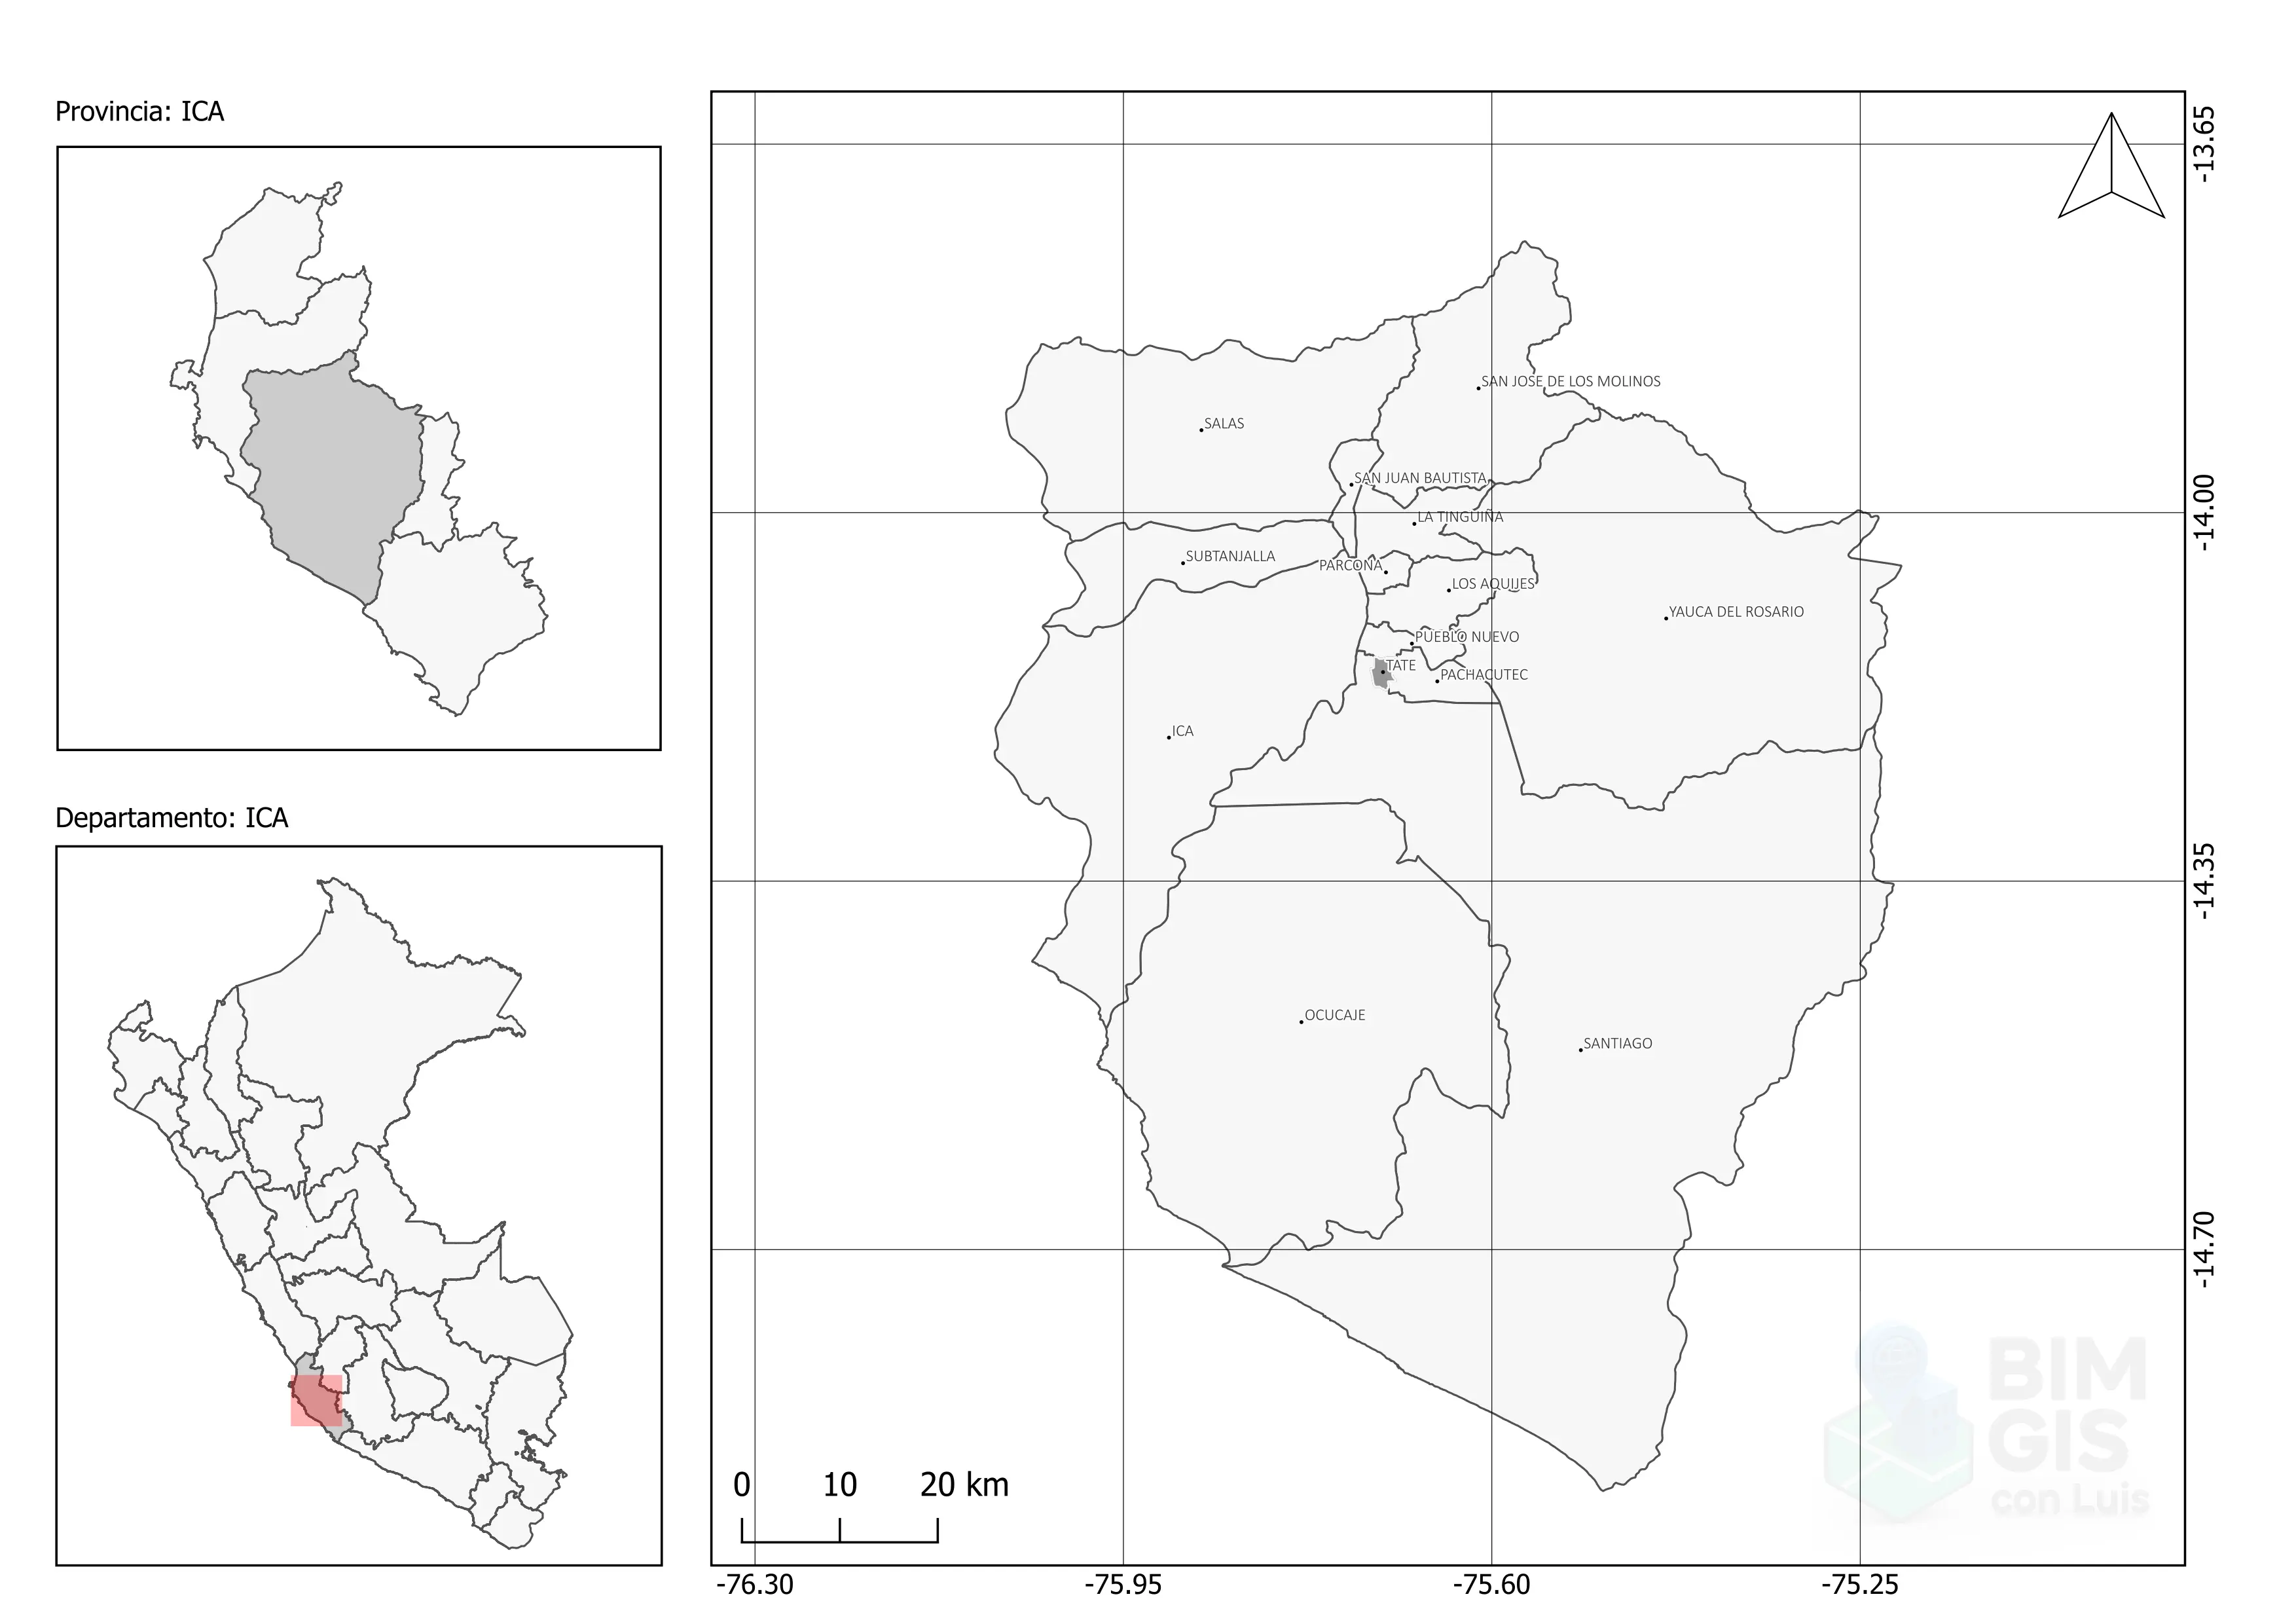 Provincia: ICA
Departamento: ICA
-13.65
SAN JOSE DE LOS MOLINOS
SALAS
SAN JUAN BAUTISTA
-14.00
LA TINGUIÑA
SUBTANJALLA
PARCONA
LOS AQUIJES
YAUCA DEL ROSARIO
PUEBLO NUEVO
TATE
PACHACUTEC
ICA
-14.35
OCUCAJE
SANTIAGO
-14.70
BIM
GIS
con Luis
0 10 20 km
-76.30 -75.95 -75.60 -75.25